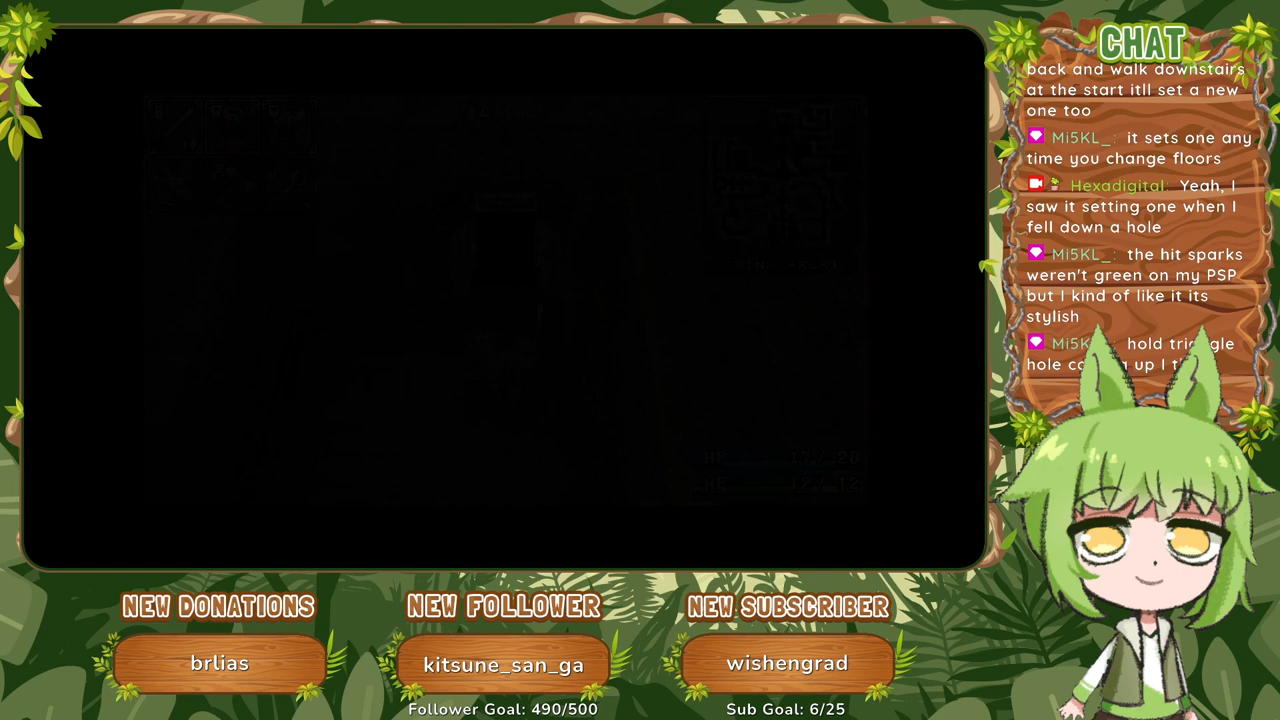 CHAT
back and walk downstairs
at the start itll set a new
one too
Mi5KL_: it sets one any
time you change floors
Hexadigital: Yeah, I
saw it setting one when I
fell down a hole
Mi5KL_: the hit sparks
weren't green on my PSP
but I kind of like it its
stylish
hold
hole up I
NEW DONATIONS
NEW FOLLOWER
NEW SUBSCRIBER
brlias
kitsune_san_ga
wishengrad
Follower Goal: 490/500
Sub Goal: 6/25